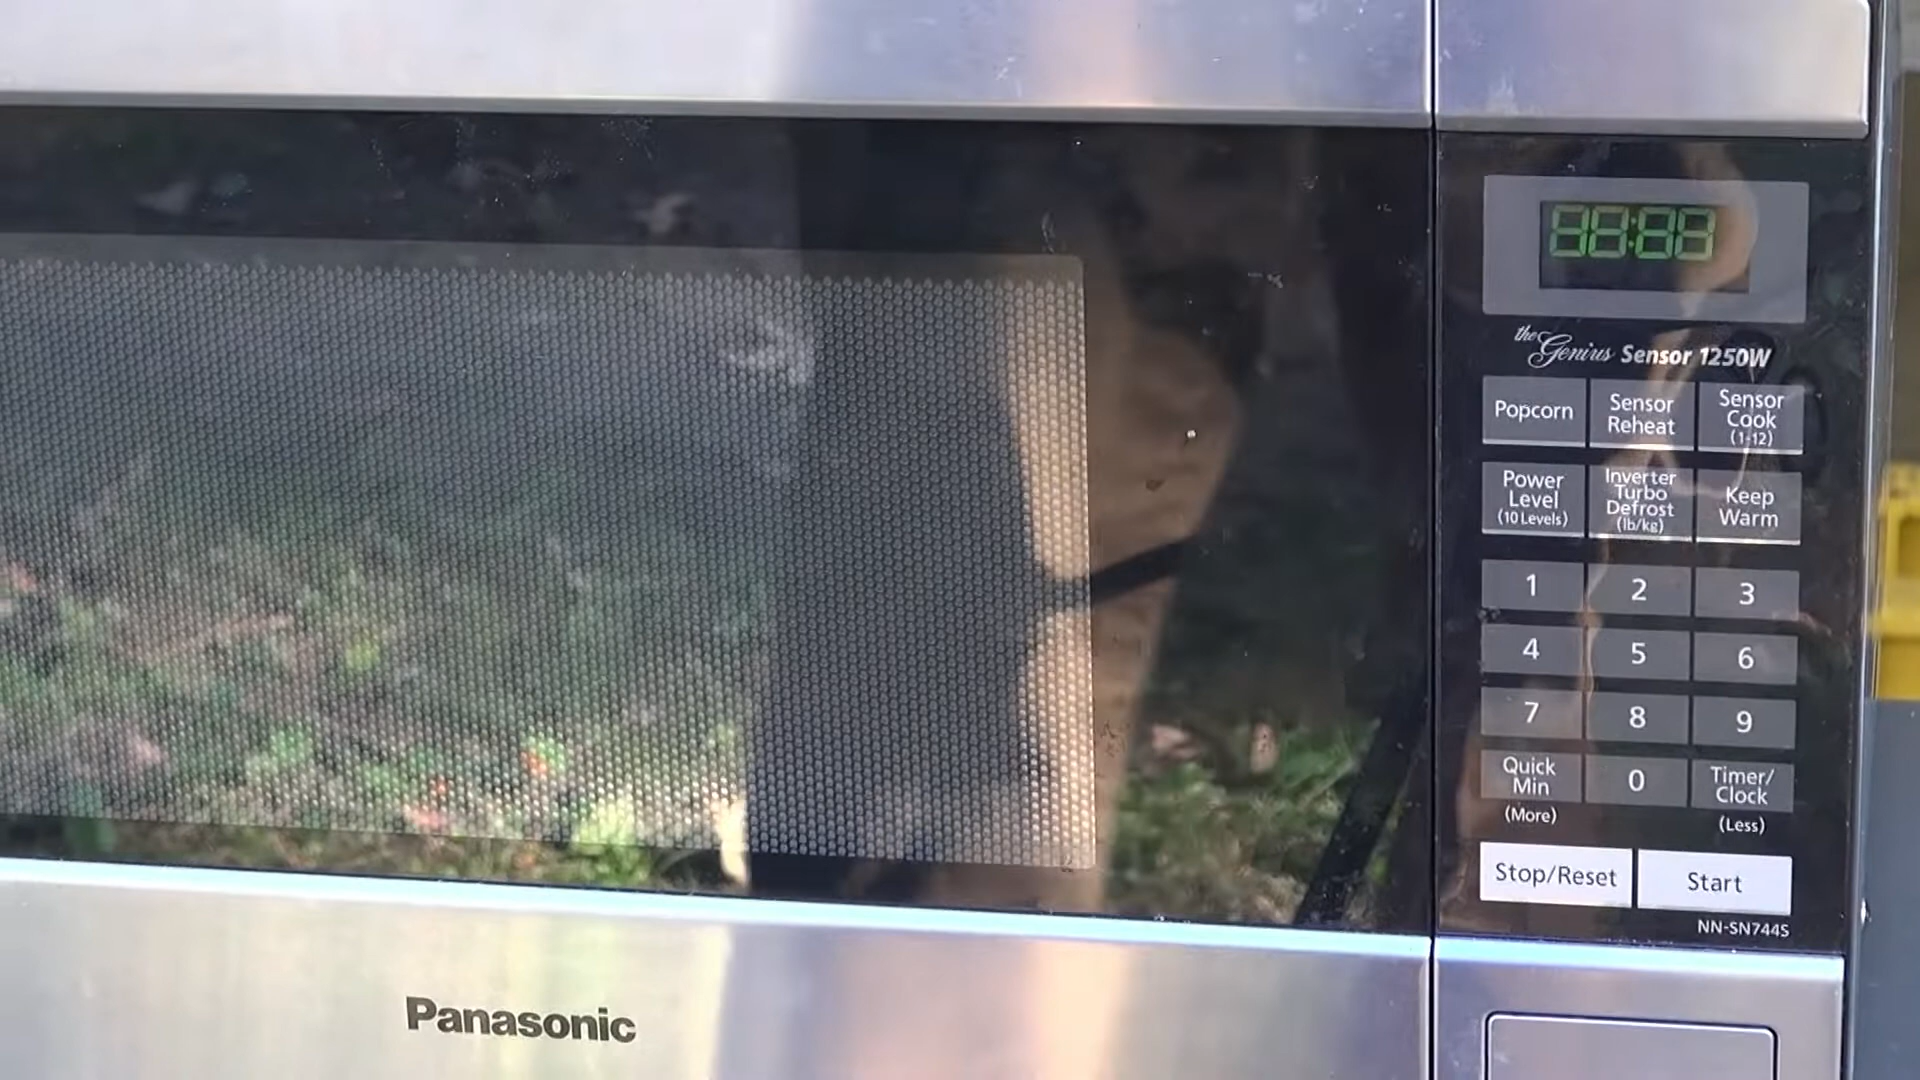 88:88
the Genius Sensor 1250W
Popcorn
Sensor
Reheat
Sensor
Cook
(1-12)
Power
Level
(10 Levels)
Inverter
Turbo
Defrost
(lb/kg)
Keep
Warm
1
2
3
4
5
6
7
8
9
Quick
Min
(More)
0
Timer/
Clock
(Less)
Stop/Reset
Start
NN-SN744S
Panasonic